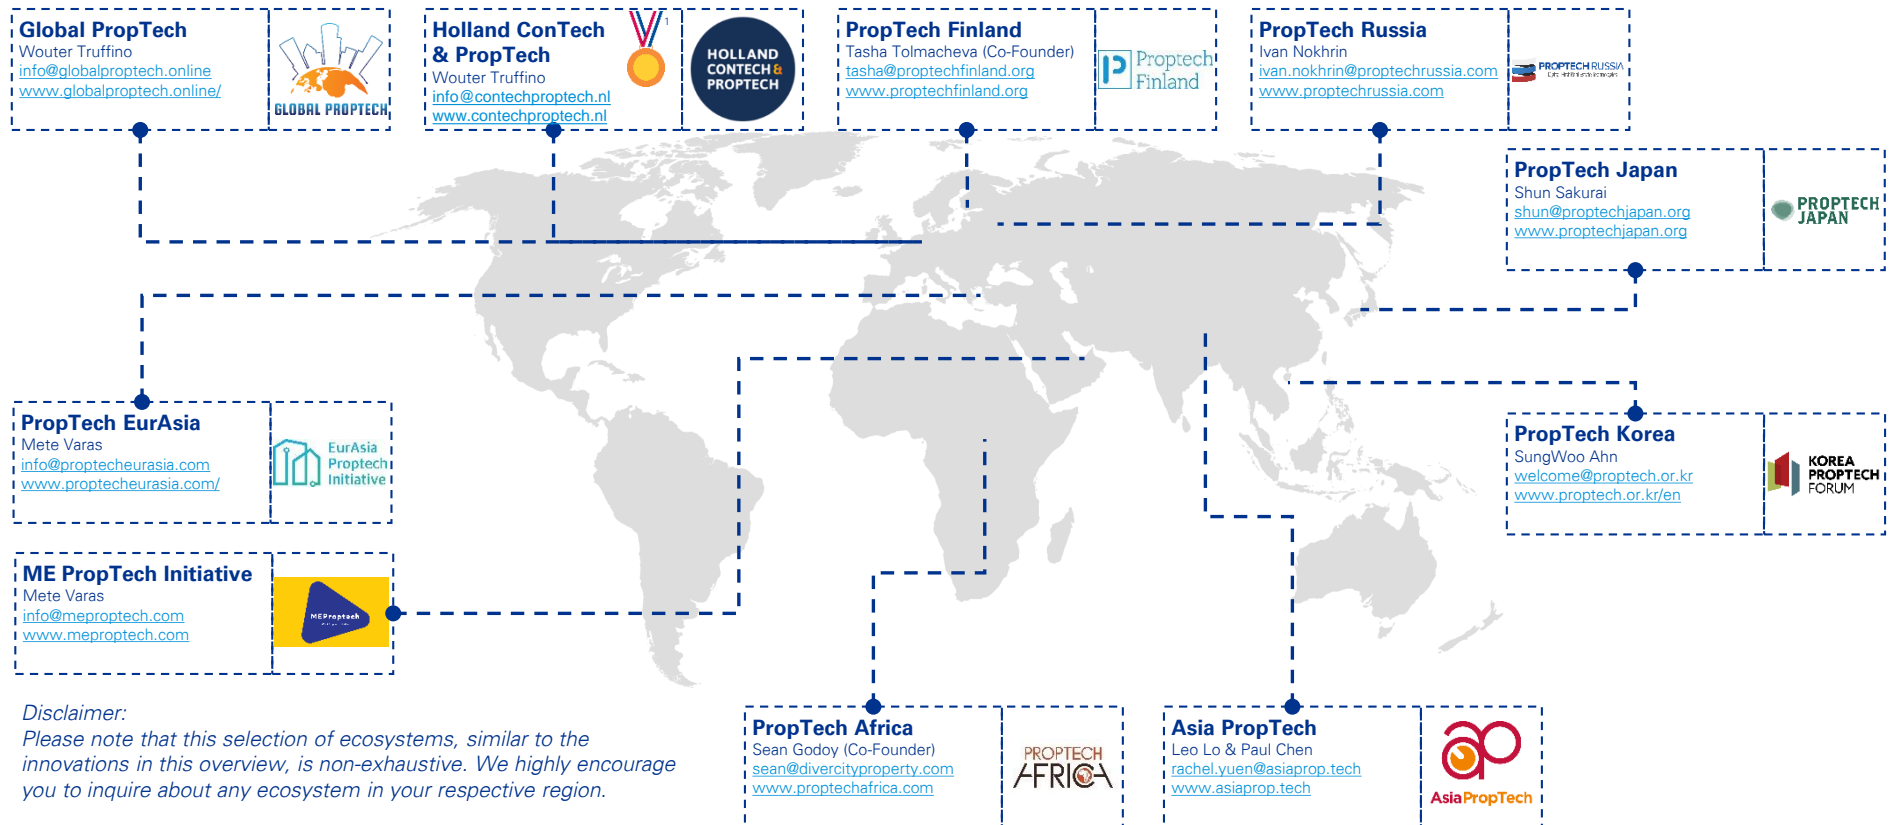 Global PropTech
Wouter Truffino
info@globalproptech.online
www.globalproptech.online/
GLOBAL PROPTECH
Holland ConTech
& PropTech
Wouter Truffino
info@contechproptech.nl
www.contechproptech.nl
1
HOLLAND
CONTECH &
PROPTECH
PropTech Finland
Tasha Tolmacheva (Co-Founder)
tasha@proptechfinland.org
www.proptechfinland.org
Proptech
Finland
PropTech Russia
Ivan Nokhrin
ivan.nokhrin@proptechrussia.com
www.proptechrussia.com
PROPTECH RUSSIA
PropTech Japan
Shun Sakurai
shun@proptechjapan.org
www.proptechjapan.org
PROPTECH
JAPAN
PropTech EurAsia
Mete Varas
info@proptecheurasia.com
www.proptecheurasia.com/
EurAsia
Proptech
Initiative
PropTech Korea
SungWoo Ahn
welcome@proptech.or.kr
www.proptech.or.kr/en
KOREA
PROPTECH
FORUM
ME PropTech Initiative
Mete Varas
info@meproptech.com
www.meproptech.com
MEProptech
PropTech Africa
Sean Godoy (Co-Founder)
sean@divercityproperty.com
www.proptechafrica.com
PROPTECH
AFRICA
Asia PropTech
Leo Lo & Paul Chen
rachel.yuen@asiaprop.tech
www.asiaprop.tech
ap
AsiaPropTech
Disclaimer:
Please note that this selection of ecosystems, similar to the
innovations in this overview, is non-exhaustive. We highly encourage
you to inquire about any ecosystem in your respective region.